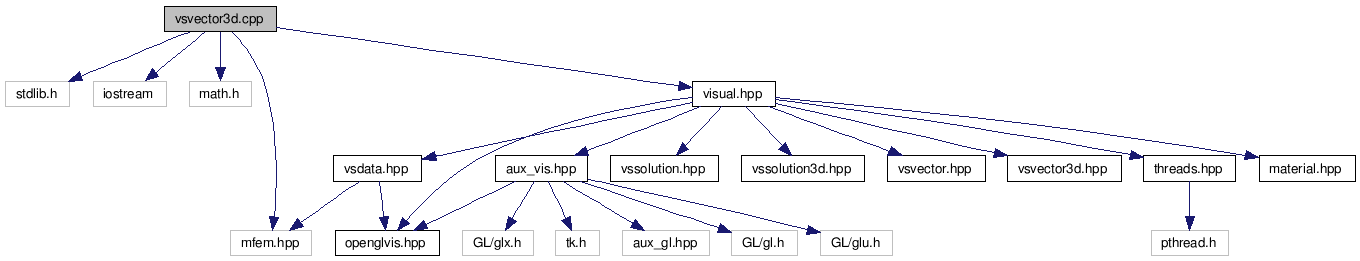 vsvector3d.cpp
stdlib.h
iostream
math.h
visual.hpp
vsdata.hpp
aux_vis.hpp
vssolution.hpp
vssolution3d.hpp
vsvector.hpp
vsvector3d.hpp
threads.hpp
material.hpp
mfem.hpp
openglvis.hpp
GL/glx.h
tk.h
aux_gl.hpp
GL/gl.h
GL/glu.h
pthread.h